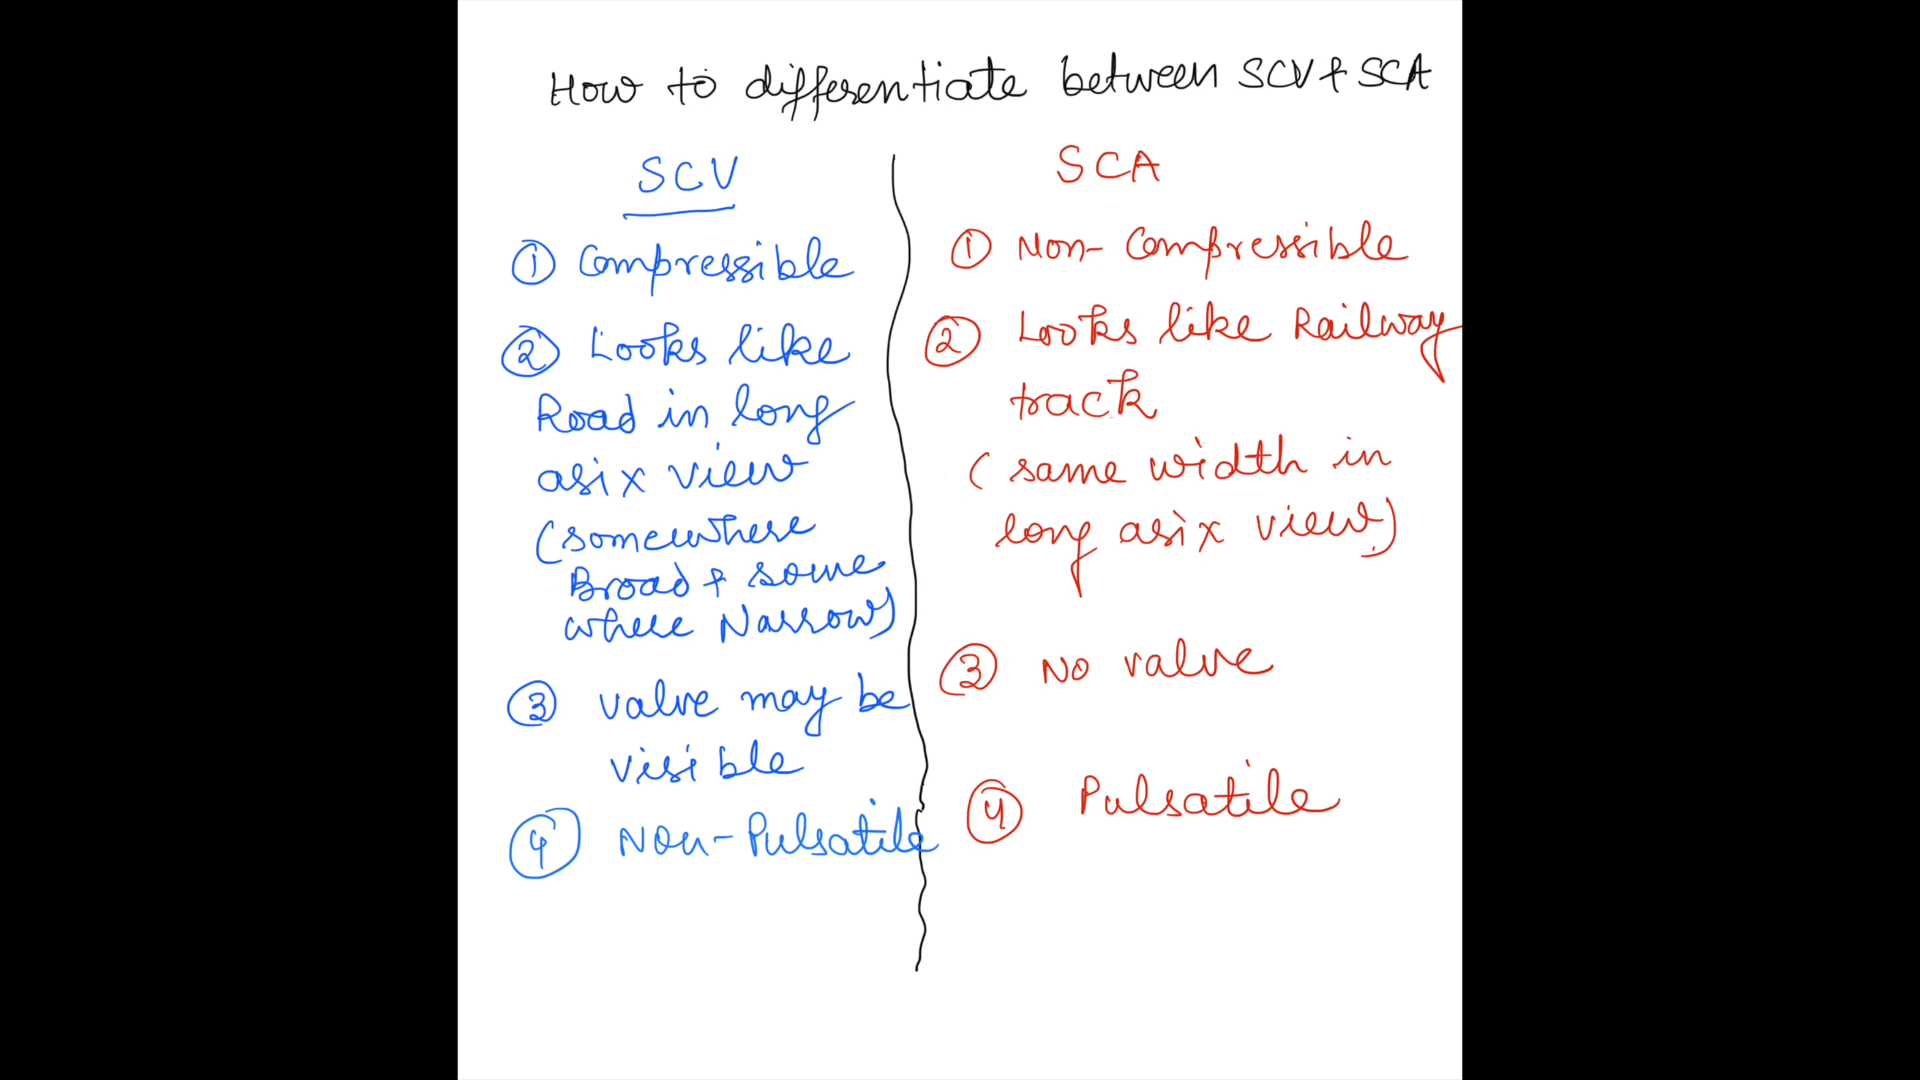 How to differentiate between SCV & SCA
SCV
① Compressible
② Looks like
Road in long
asix view
(somewhere
Broad & some
where Narrow)
③ valve may be
visible
④ Non-Pulsatile
SCA
① Non-Compressible
② Looks like Railway
track
(same width in
long asix view)
③ No valve
④ Pulsatile